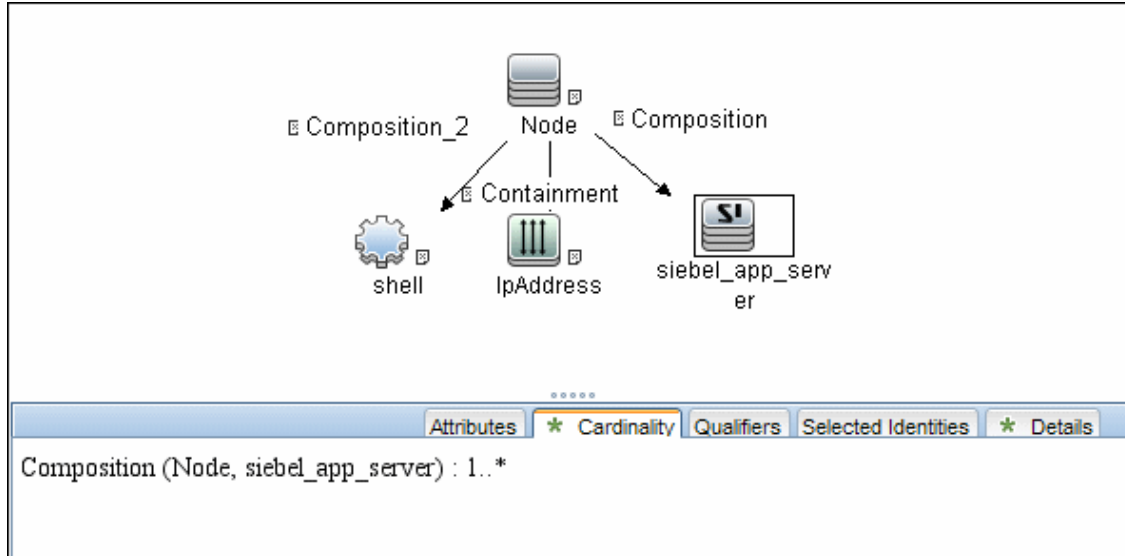 Composition_2
Node
Composition
Containment
shell
IpAddress
siebel_app_serv
er
Attributes
* Cardinality
Qualifiers
Selected Identities
* Details
Composition (Node, siebel_app_server) : 1..*